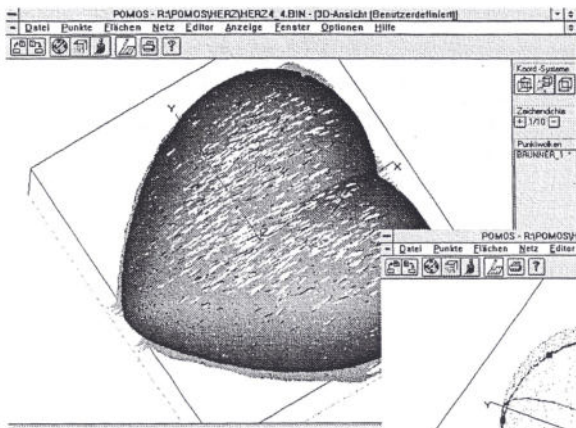 POMOS - R:\POMOS\HERZ\HERZ4_4.BIN - [3D-Ansicht (Benutzerdefiniert)]
Datei Punkte Flächen Netz Editor Anzeige Fenster Optionen Hilfe
?
Koord-Systeme
Zeichendichte
+ 1/10 -
Punktwolken
BRUNNER_1 *
Y
X
POMOS - R:\POMOS\H
Datei Punkte Flächen Netz Editor
?
Y